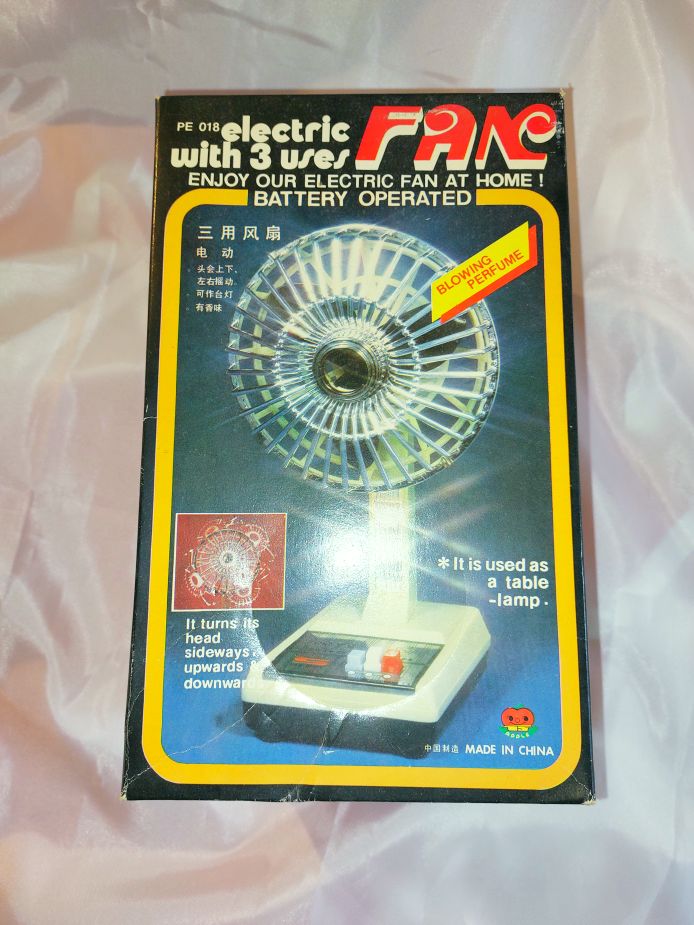 PE 018 electric FAN
with 3 uses
ENJOY OUR ELECTRIC FAN AT HOME !
BATTERY OPERATED
三用风扇
电动
头会上下、
左右摇动。
可作台灯
有香味
BLOWING
PERFUME
It turns its
head
sideways
upwards &
downwards
* It is used as
a table
-lamp.
APPLE
中国制造 MADE IN CHINA